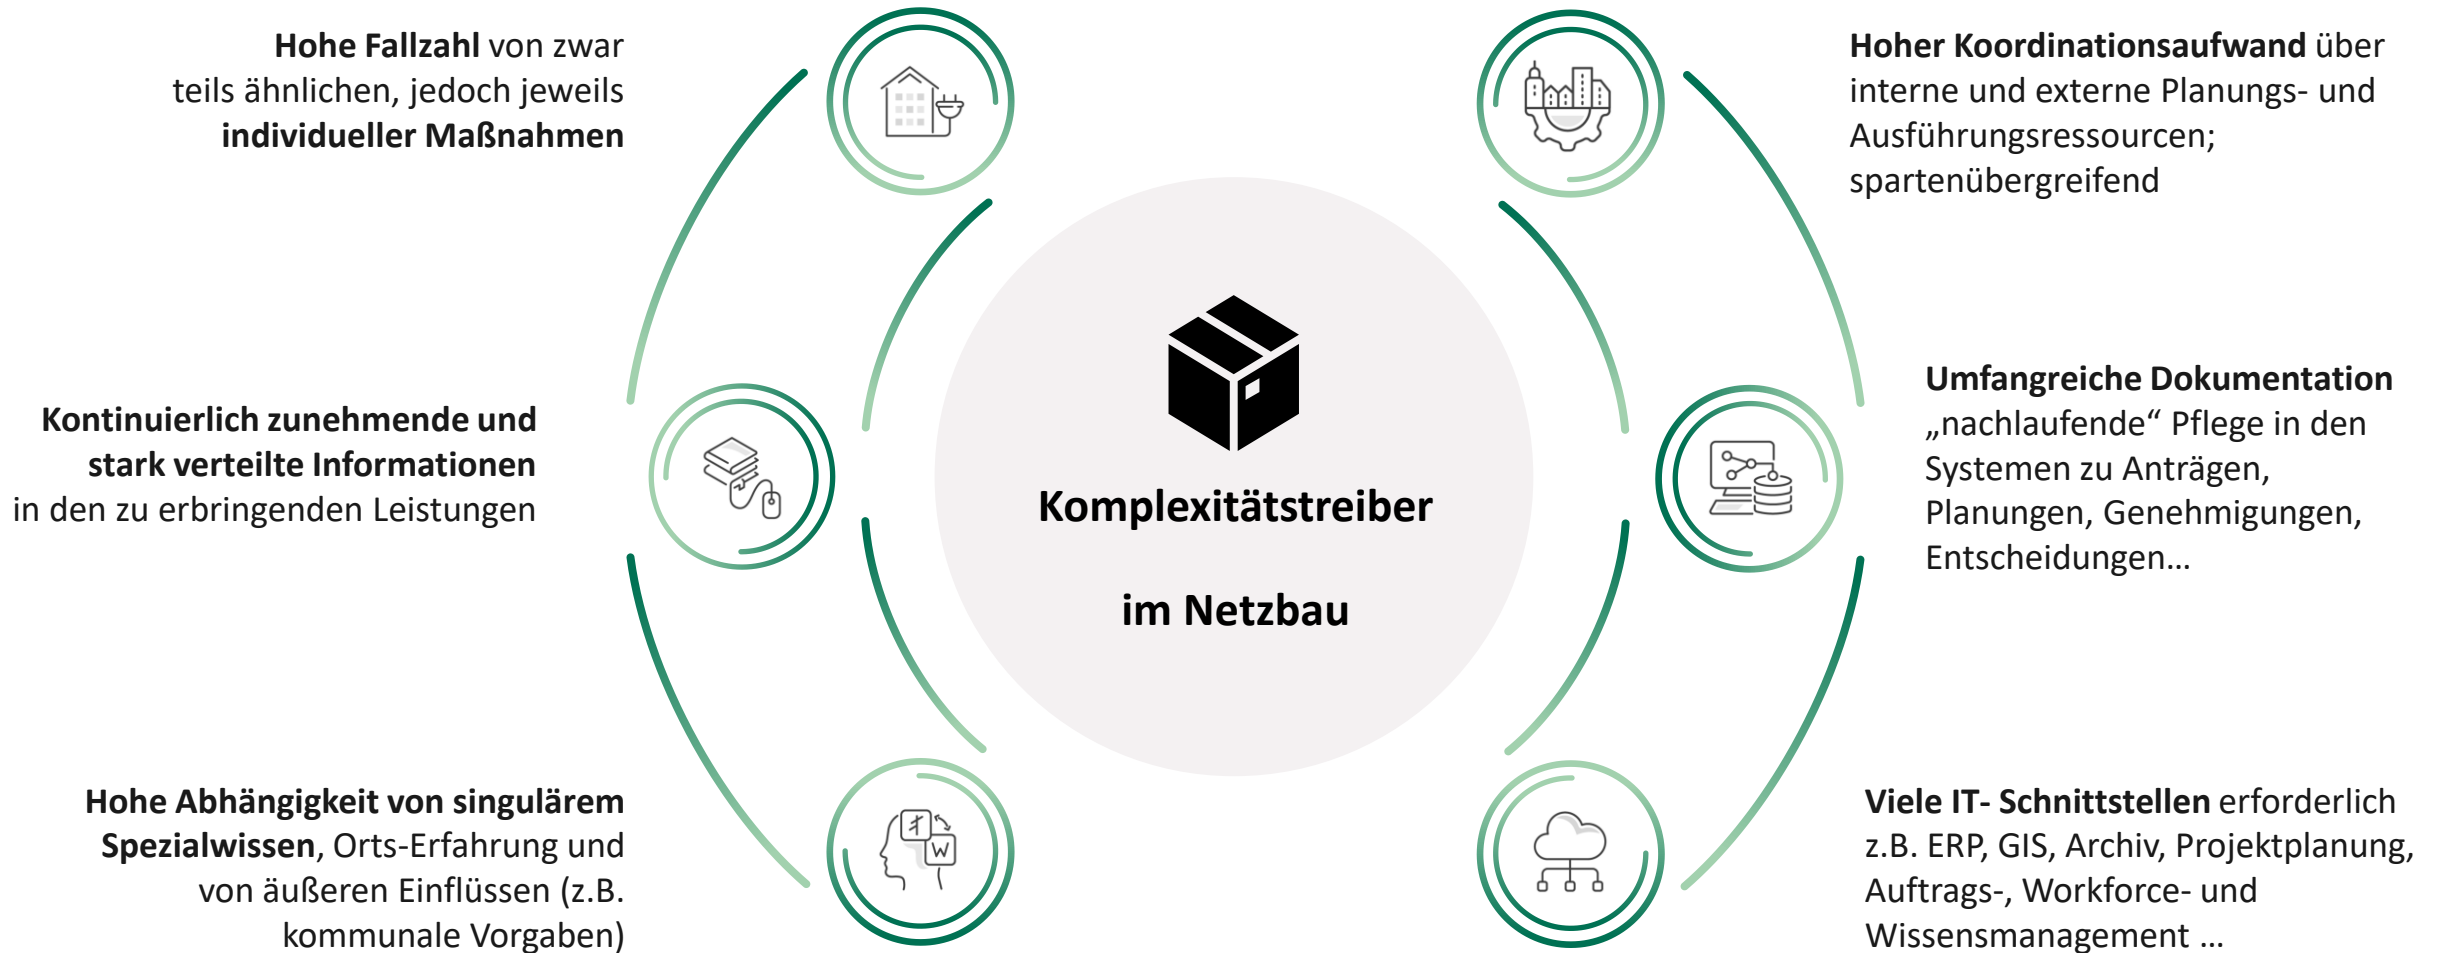 Hohe Fallzahl von zwar
teils ähnlichen, jedoch jeweils
individueller Maßnahmen
Kontinuierlich zunehmende und
stark verteilte Informationen
in den zu erbringenden Leistungen
Hohe Abhängigkeit von singulärem
Spezialwissen, Orts-Erfahrung und
von äußeren Einflüssen (z.B.
kommunale Vorgaben)
Komplexitätstreiber
im Netzbau
Hoher Koordinationsaufwand über
interne und externe Planungs- und
Ausführungsressourcen;
spartenübergreifend
Umfangreiche Dokumentation
„nachlaufende“ Pflege in den
Systemen zu Anträgen,
Planungen, Genehmigungen,
Entscheidungen…
Viele IT- Schnittstellen erforderlich
z.B. ERP, GIS, Archiv, Projektplanung,
Auftrags-, Workforce- und
Wissensmanagement …
W